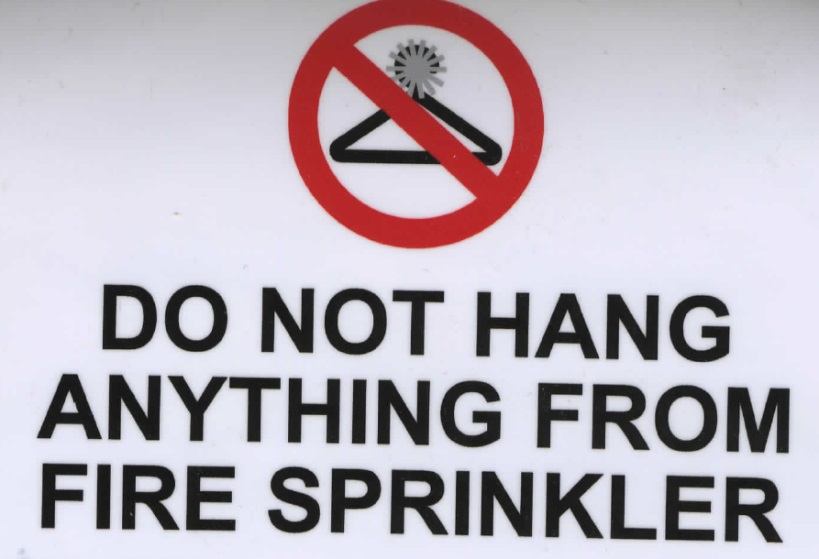 DO NOT HANG
ANYTHING FROM
FIRE SPRINKLER